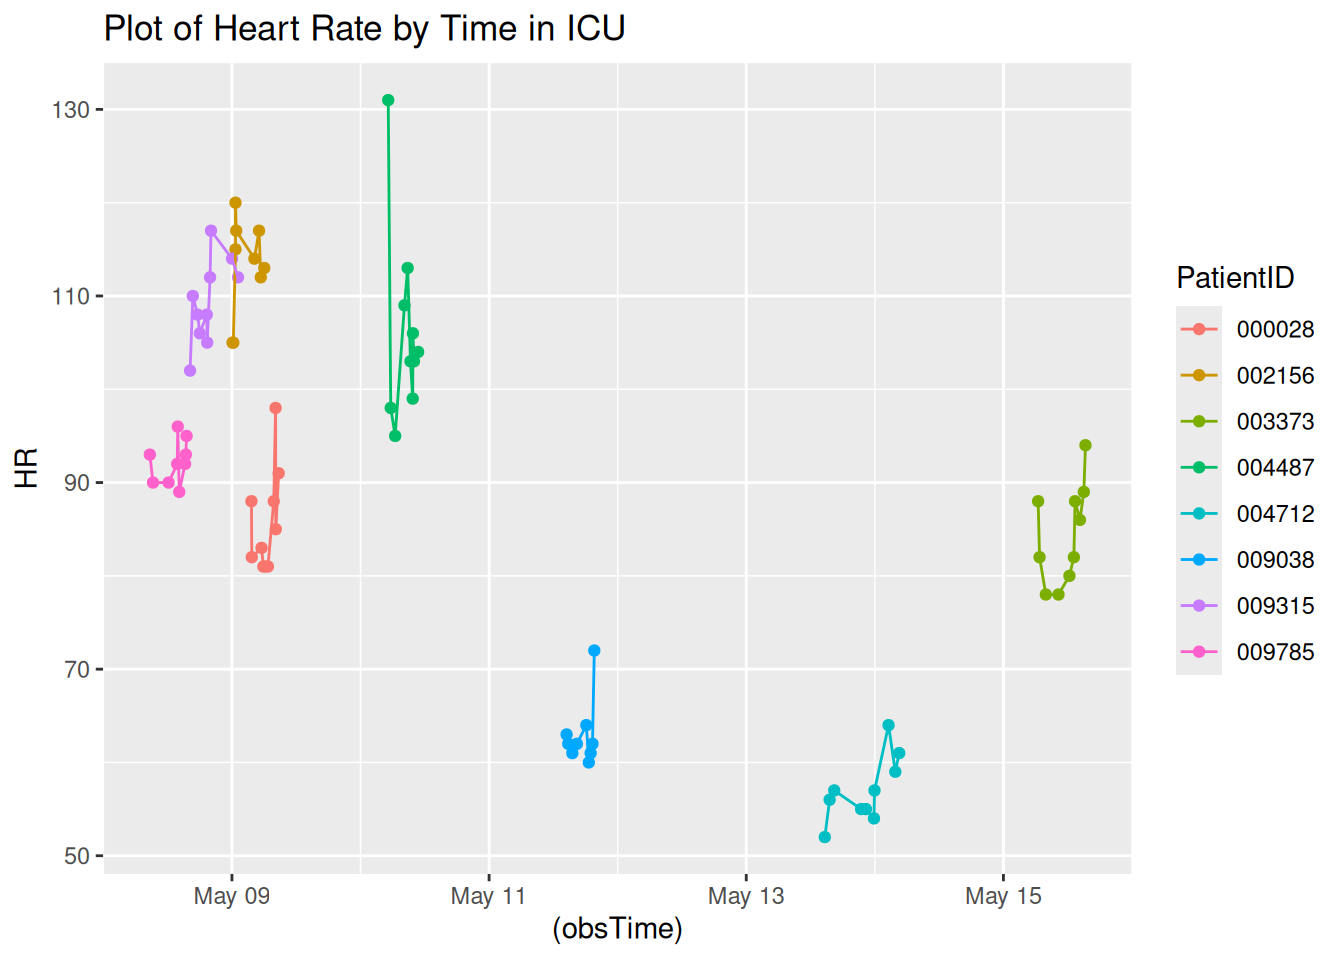 Plot of Heart Rate by Time in ICU
HR
130
110
90
70
50
May 09 May 11 May 13 May 15
(obsTime)
PatientID
000028
002156
003373
004487
004712
009038
009315
009785